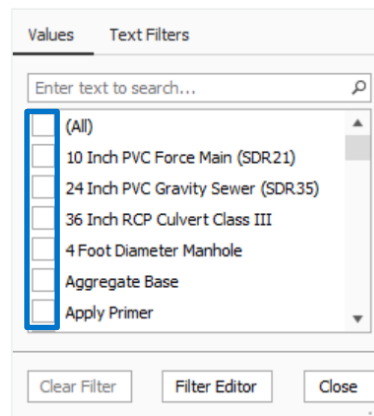 Values Text Filters
Enter text to search...
(All)
10 Inch PVC Force Main (SDR21)
24 Inch PVC Gravity Sewer (SDR35)
36 Inch RCP Culvert Class III
4 Foot Diameter Manhole
Aggregate Base
Apply Primer
Clear Filter Filter Editor Close